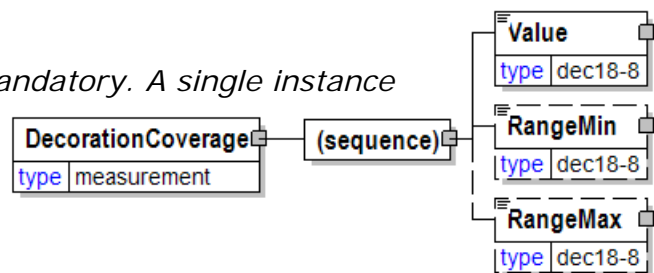 Value
type dec18-8
andatory. A single instance
RangeMin
DecorationCoverage (sequence)
type dec18-8
type measurement
RangeMax
type dec18-8